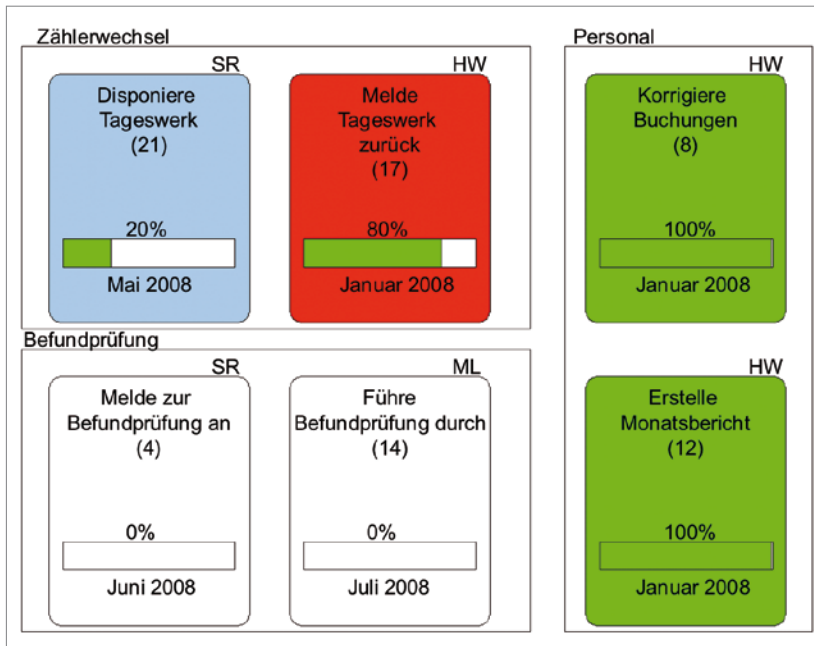 Zählerwechsel
SR
Disponiere
Tageswerk
(21)
20%
Mai 2008
HW
Melde
Tageswerk
zurück
(17)
80%
Januar 2008
Befundprüfung
SR
Melde zur
Befundprüfung an
(4)
0%
Juni 2008
ML
Führe
Befundprüfung durch
(14)
0%
Juli 2008
Personal
HW
Korrigiere
Buchungen
(8)
100%
Januar 2008
HW
Erstelle
Monatsbericht
(12)
100%
Januar 2008